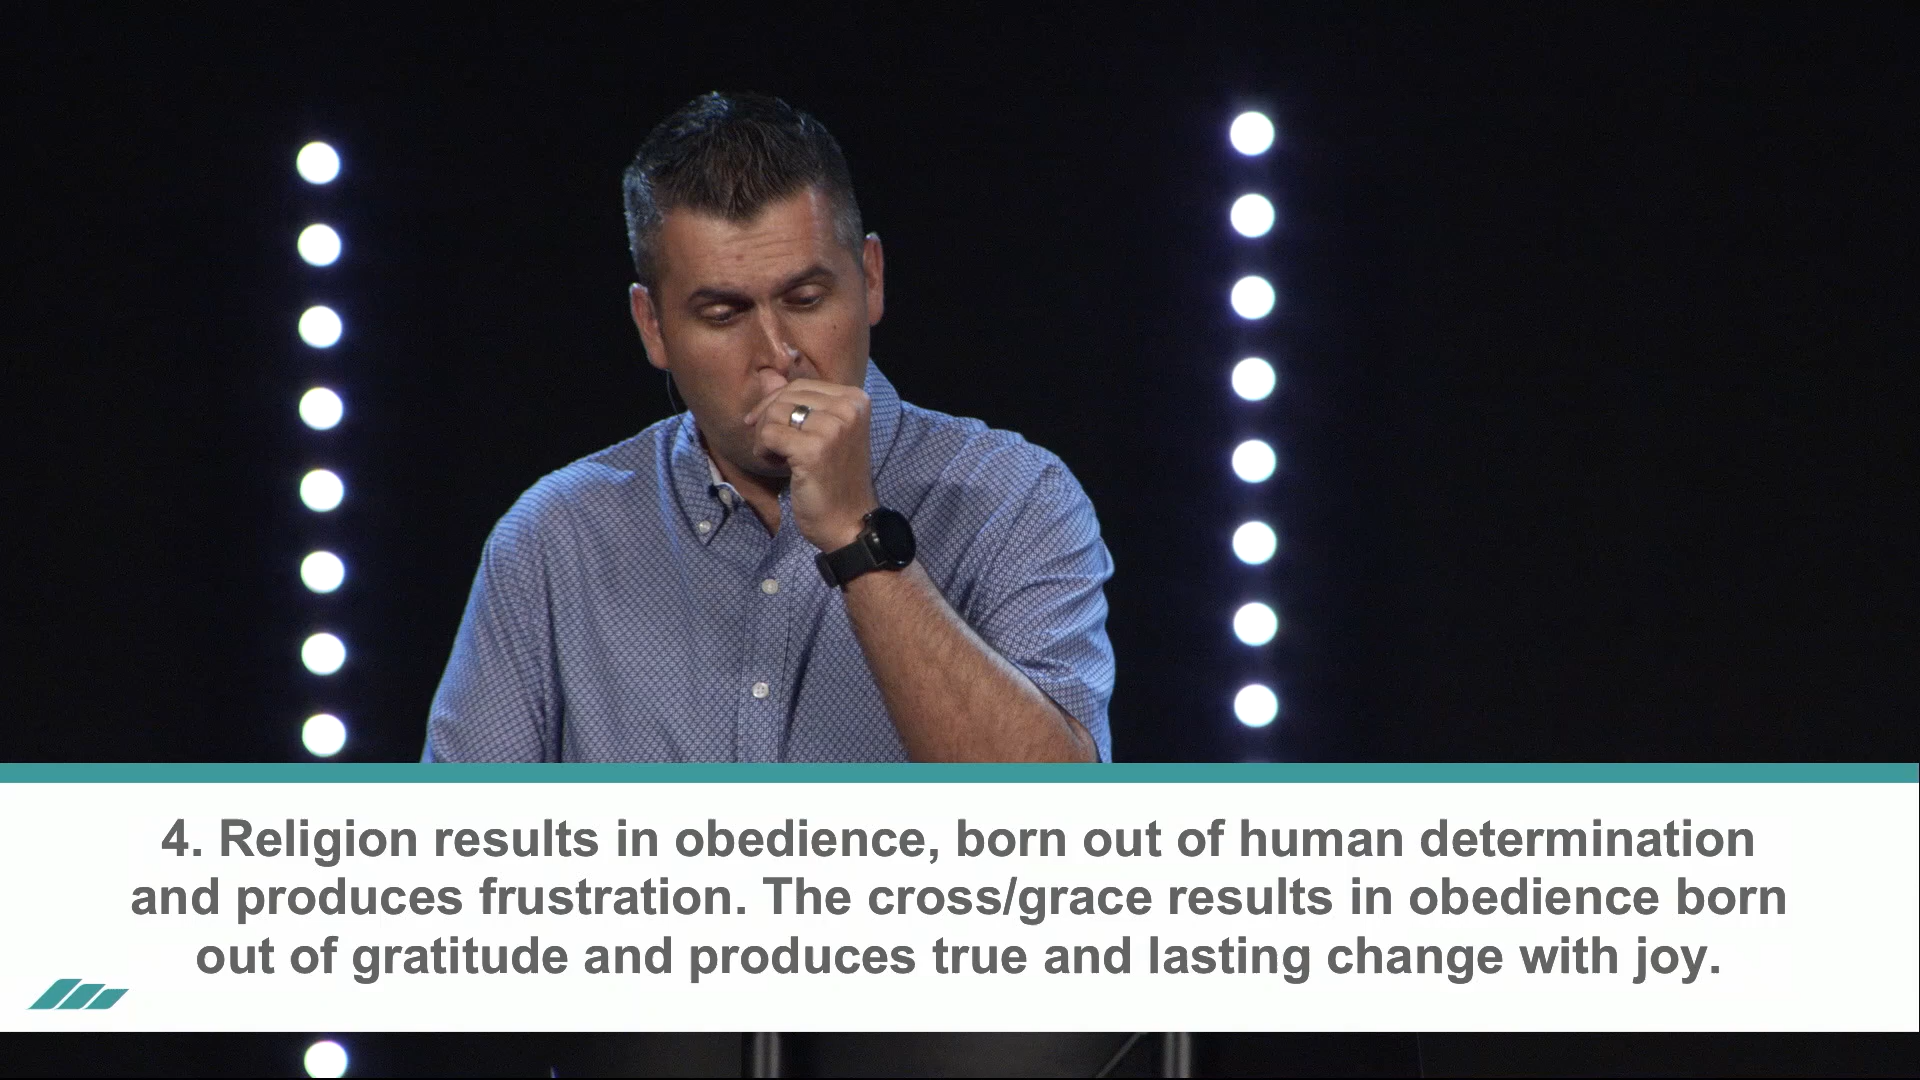 4. Religion results in obedience, born out of human determination
and produces frustration. The cross/grace results in obedience born
out of gratitude and produces true and lasting change with joy.